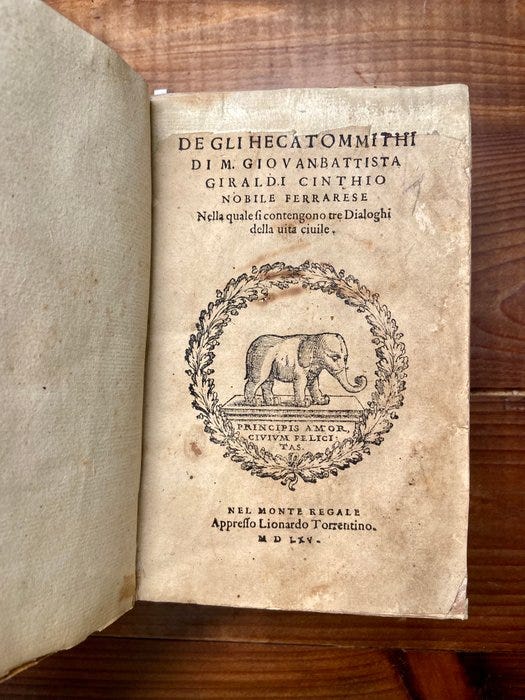 DE GLI HECATOMMITHI
DI M. GIOVANBATTISTA
GIRALDI CINTHIO
NOBILE FERRARESE
Nella quale ſi contengono tre Dialoghi
della uita ciuile.
PRINCIPIS AMOR,
CIVIVM FELICI
TAS.
NEL MONTE REGALE
Appreſſo Lionardo Torrentino.
M D LXV.